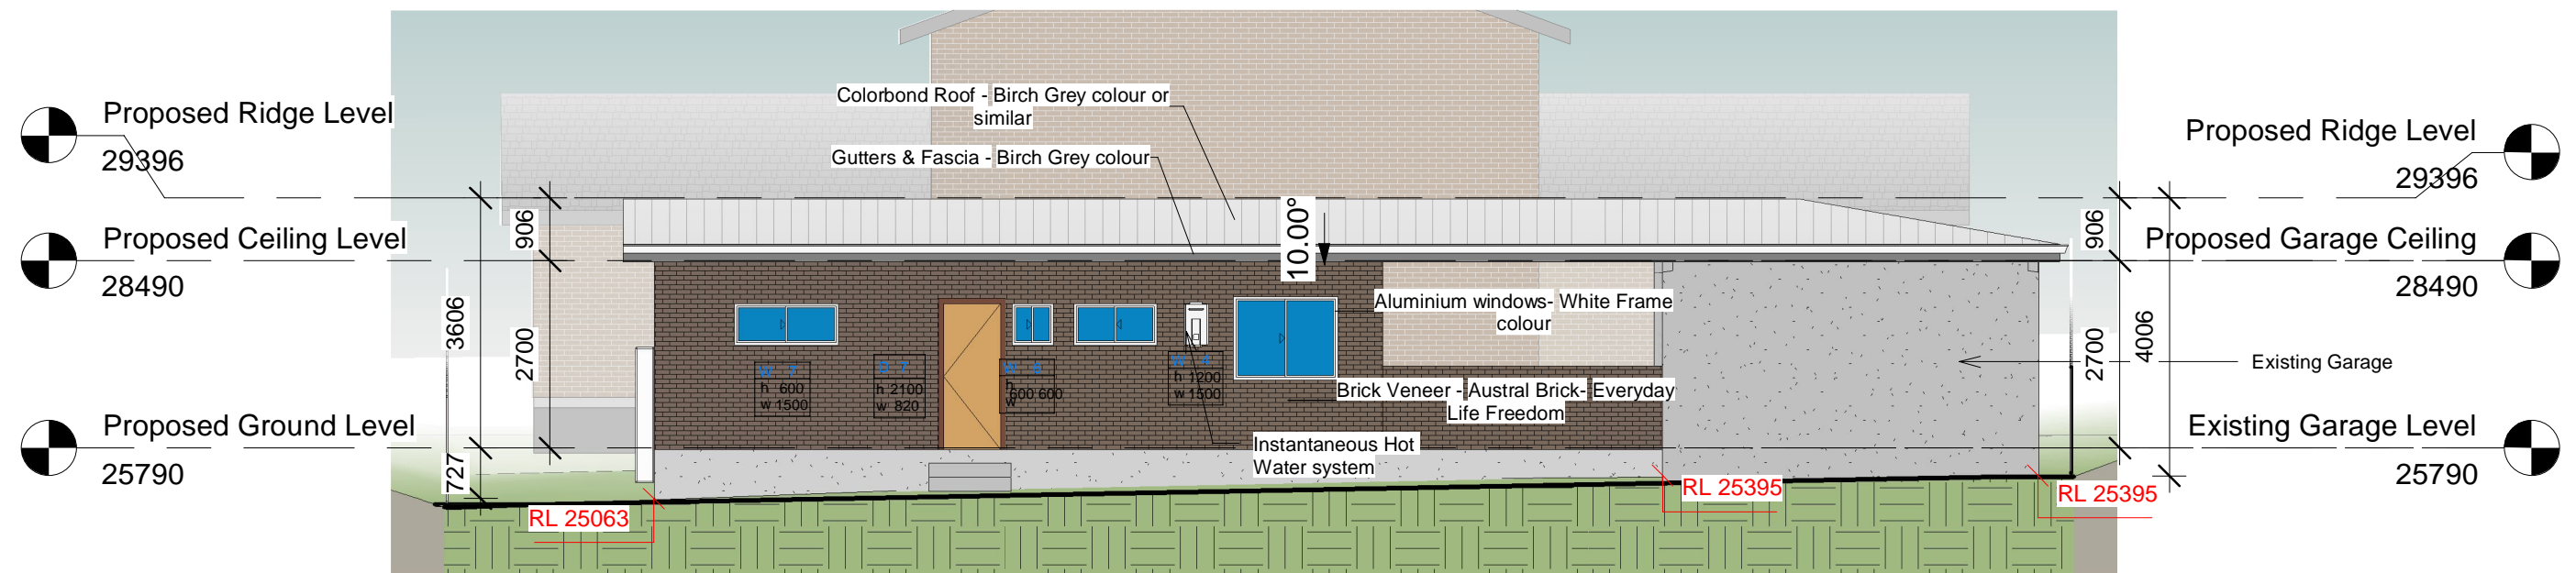 Proposed Ridge Level
29396
Proposed Ceiling Level
28490
Proposed Ground Level
25790
3606
727
906
2700
Colorbond Roof - Birch Grey colour or
similar
Gutters & Fascia - Birch Grey colour
10.00°
Aluminium windows- White Frame
colour
Brick Veneer - Austral Brick- Everyday
Life Freedom
Instantaneous Hot
Water system
W 7
h 600
w 1500
D 2
h 2100
w 820
h
w
600 600
W 4
h 1200
w 1500
RL 25063
RL 25395
RL 25395
Existing Garage
906
2700
4006
Proposed Ridge Level
29396
Proposed Garage Ceiling
28490
Existing Garage Level
25790